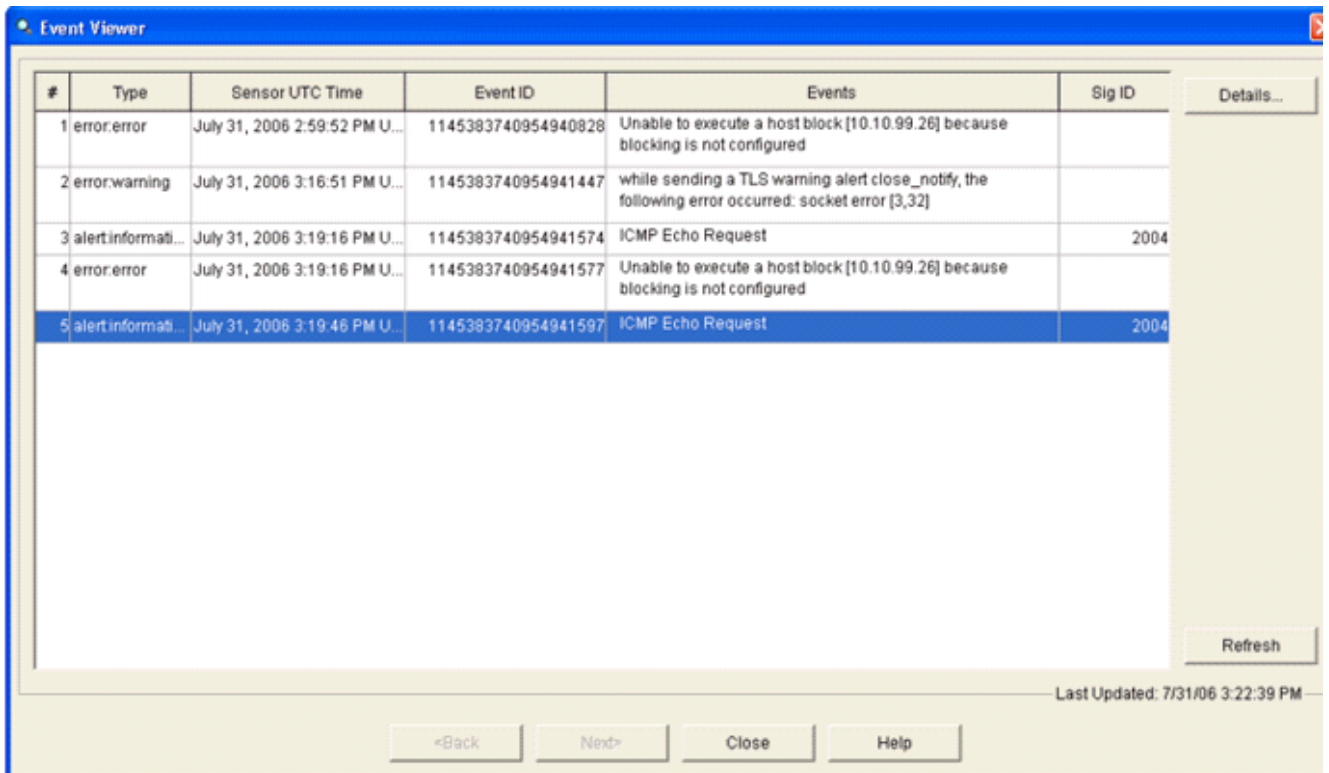 Event Viewer
# Type Sensor UTC Time Event ID Events Sig ID
Details...
1 error:error July 31, 2006 2:59:52 PM U... 1145383740954940828 Unable to execute a host block [10.10.99.26] because
blocking is not configured
2 error:warning July 31, 2006 3:16:51 PM U... 1145383740954941447 while sending a TLS warning alert close_notify, the
following error occurred: socket error [3,32]
3 alert:informati... July 31, 2006 3:19:16 PM U... 1145383740954941574 ICMP Echo Request 2004
4 error:error July 31, 2006 3:19:16 PM U... 1145383740954941577 Unable to execute a host block [10.10.99.26] because
blocking is not configured
5 alert:informati... July 31, 2006 3:19:46 PM U... 1145383740954941597 ICMP Echo Request 2004
Refresh
Last Updated: 7/31/06 3:22:39 PM
<Back Next> Close Help